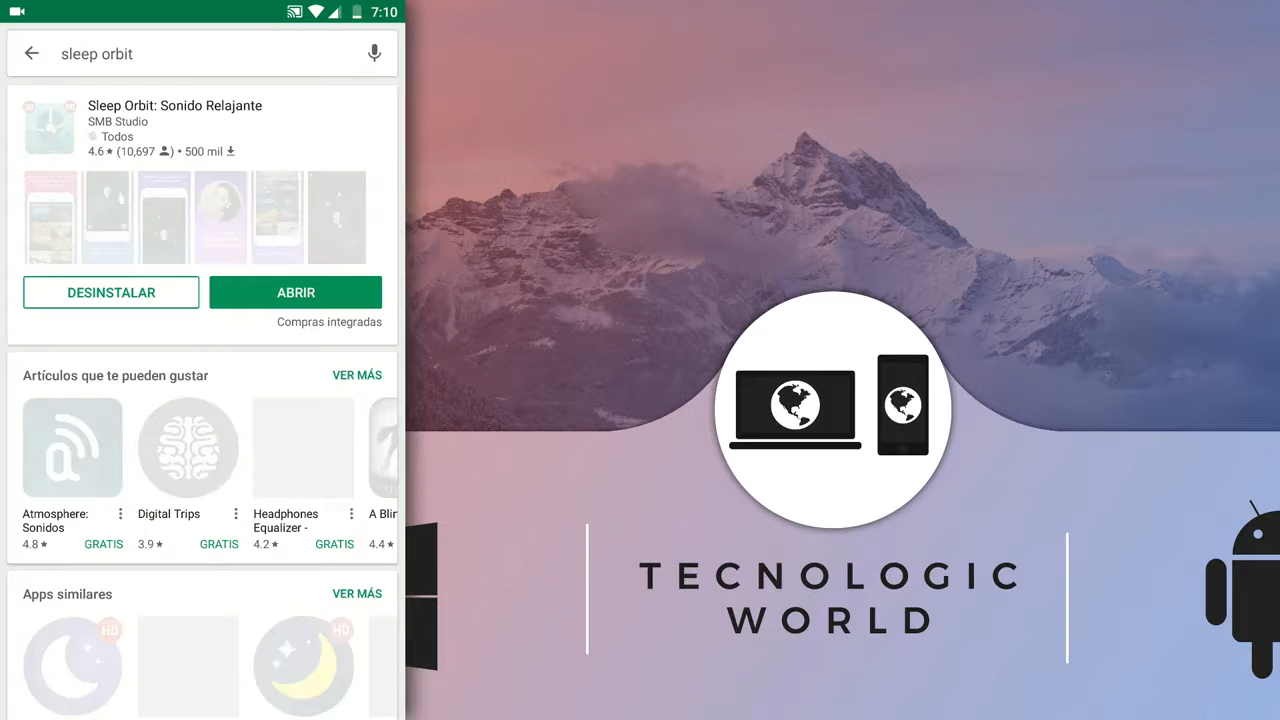 7:10
sleep orbit
Sleep Orbit: Sonido Relajante
SMB Studio
Todos
4.6 ★ (10,697 ) • 500 mil
DESINSTALAR
ABRIR
Compras integradas
Artículos que te pueden gustar
VER MÁS
Atmosphere:
Sonidos
4.8 ★ GRATIS
Digital Trips
3.9 ★ GRATIS
Headphones
Equalizer -
4.2 ★ GRATIS
A Blin
4.4 ★
Apps similares
VER MÁS
HD
HD
TECNOLOGIC
WORLD